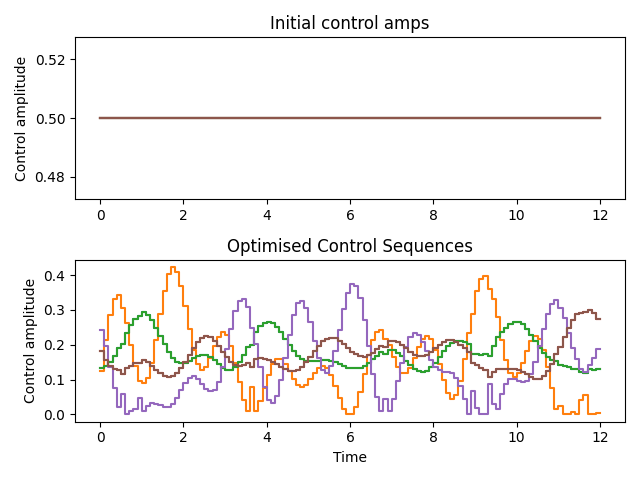 Initial control amps
Control amplitude
0.52
0.50
0.48
0 2 4 6 8 10 12
Optimised Control Sequences
Control amplitude
0.4
0.3
0.2
0.1
0.0
0 2 4 6 8 10 12
Time